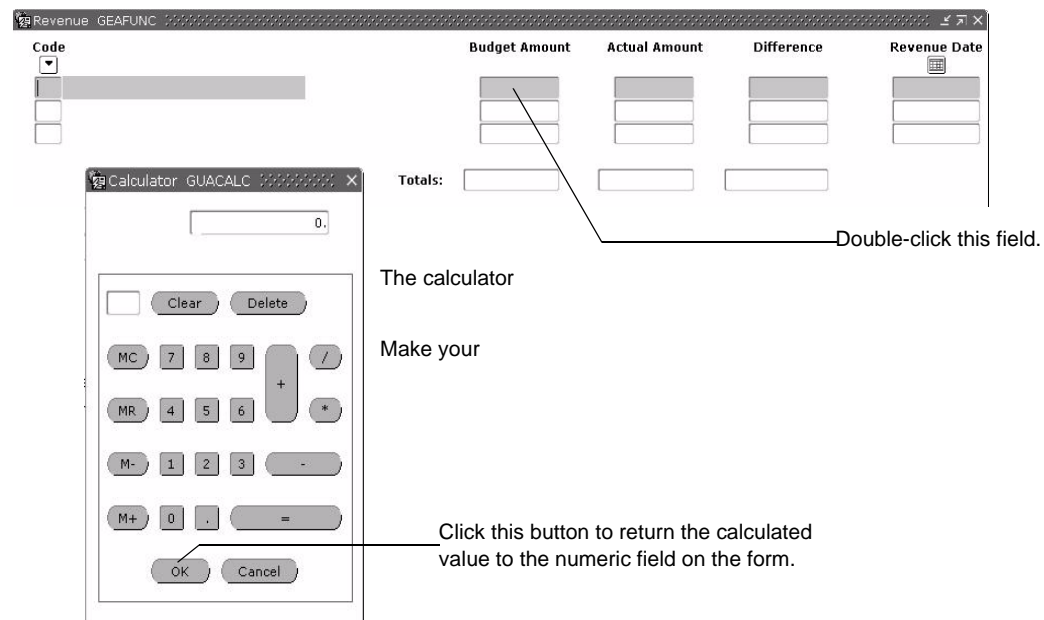 Revenue GEAFUNC
Code Budget Amount Actual Amount Difference Revenue Date
Totals:
Double-click this field.
Calculator GUACALC
0.
The calculator
Clear Delete
Make your
MC 7 8 9 + /
MR 4 5 6 *
M- 1 2 3 -
M+ 0 . =
Click this button to return the calculated
value to the numeric field on the form.
OK Cancel